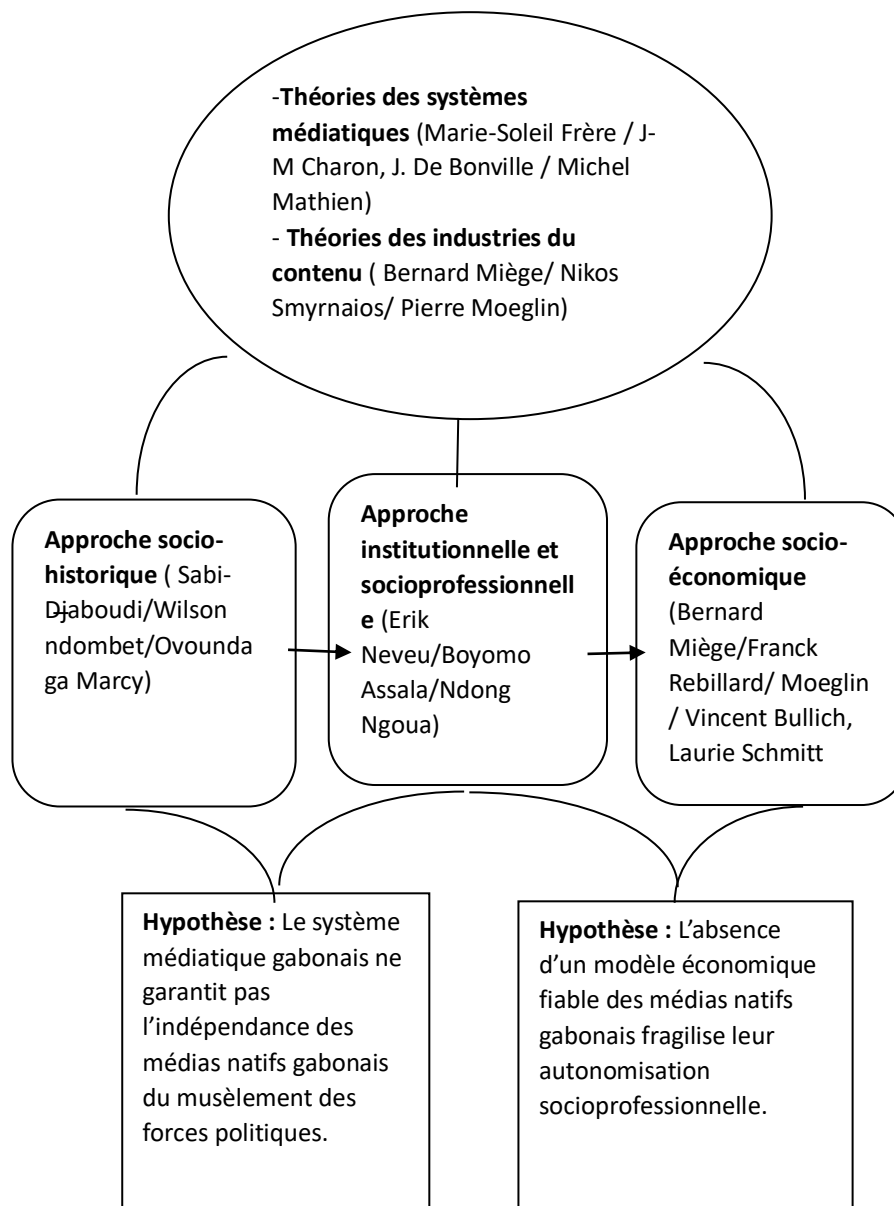 -Théories des systèmes
médiatiques (Marie-Soleil Frère / J-
M Charon, J. De Bonville / Michel
Mathien)
- Théories des industries du
contenu ( Bernard Miège/ Nikos
Smyrnaios/ Pierre Moeglin)
Approche socio-
historique ( Sabi-
Djaboudi/Wilson
ndombet/Ovounda
ga Marcy)
Approche
institutionnelle et
socioprofessionnell
e (Erik
Neveu/Boyomo
Assala/Ndong
Ngoua)
Approche socio-
économique
(Bernard
Miège/Franck
Rebillard/ Moeglin
/ Vincent Bullich,
Laurie Schmitt
Hypothèse : Le système
médiatique gabonais ne
garantit pas
l’indépendance des
médias natifs gabonais
du musèlement des
forces politiques.
Hypothèse : L’absence
d’un modèle économique
fiable des médias natifs
gabonais fragilise leur
autonomisation
socioprofessionnelle.